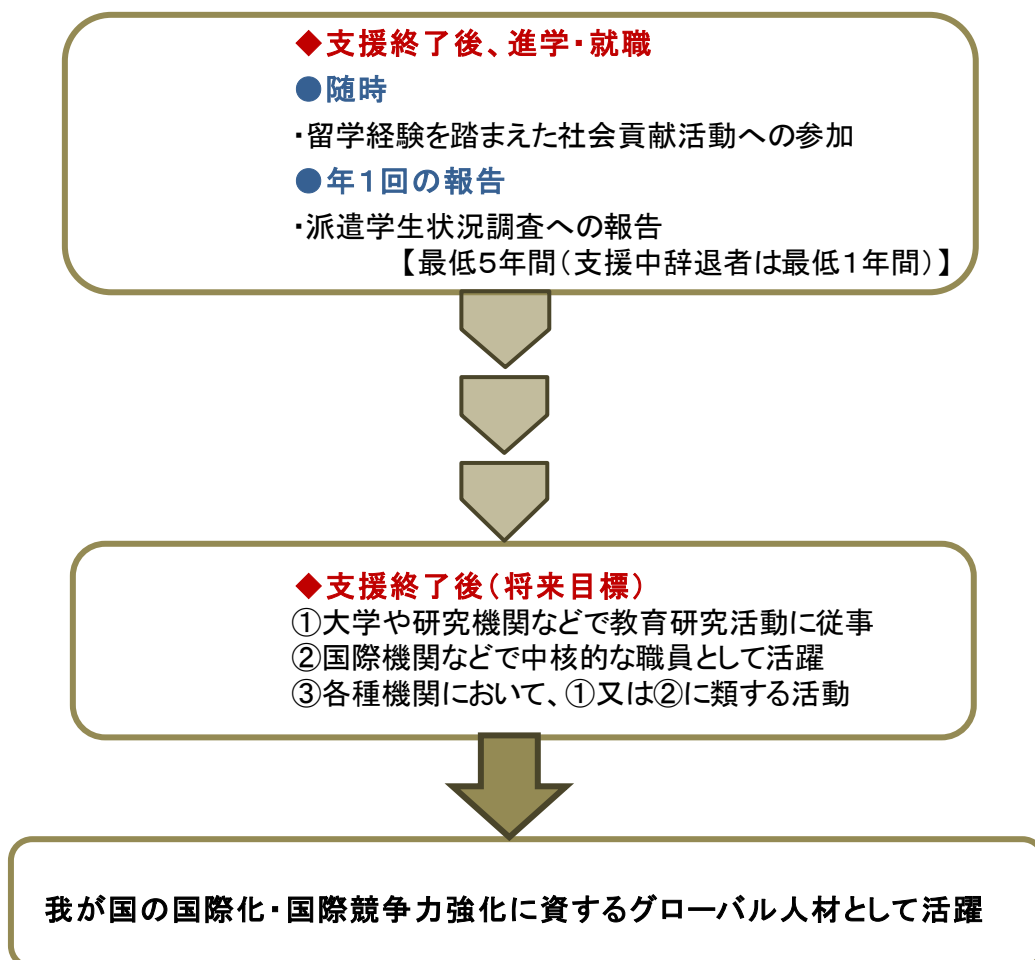 ◆支援終了後、進学・就職
●随時
・留学経験を踏まえた社会貢献活動への参加
●年１回の報告
・派遣学生状況調査への報告
【最低５年間（支援中辞退者は最低１年間）】
◆支援終了後（将来目標）
①大学や研究機関などで教育研究活動に従事
②国際機関などで中核的な職員として活躍
③各種機関において、①又は②に類する活動
我が国の国際化・国際競争力強化に資するグローバル人材として活躍